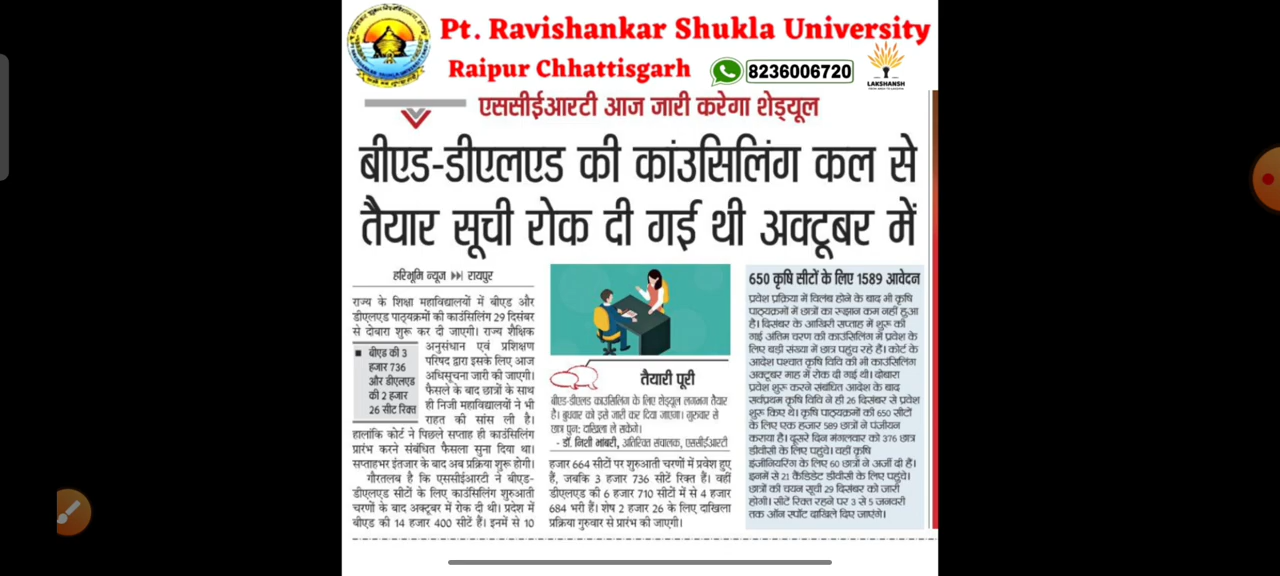 Pt. Ravishankar Shukla University
Raipur Chhattisgarh
8236006720
LAKSHANSH
एससीईआरटी आज जारी करेगा शेड्यूल
बीएड-डीएलएड की कांउसिलिंग कल से
तैयार सूची रोक दी गई थी अक्टूबर में
हरिभूमि न्यूज रायपुर
राज्य के शिक्षा महाविद्यालयों में बीएड और
डीएलएड पाठ्यक्रमों की काउंसिलिंग 29 दिसंबर
से दोबारा शुरू कर दी जाएगी। राज्य शैक्षिक
अनुसंधान एवं प्रशिक्षण
परिषद द्वारा इसके लिए आज
अधिसूचना जारी की जाएगी।
फैसले के बाद छात्रों के साथ
ही निजी महाविद्यालयों ने भी
राहत की सांस ली है।
बीएड की 3
हजार 736
और डीएलएड
की 2 हजार
26 सीट रिक्त
हालांकि कोर्ट ने पिछले सप्ताह ही काउंसिलिंग
प्रारंभ करने संबंधित फैसला सुना दिया था।
सप्ताहभर इंतजार के बाद अब प्रक्रिया शुरू होगी।
गौरतलब है कि एससीईआरटी ने बीएड-
डीएलएड सीटों के लिए काउंसिलिंग शुरुआती
चरणों के बाद अक्टूबर में रोक दी थी। प्रदेश में
बीएड की 14 हजार 400 सीटें हैं। इनमें से 10
तैयारी पूरी
बीएड-डीएलएड काउंसिलिंग के लिए शेड्यूल लगभग तैयार
है। बुधवार को इसे जारी कर दिया जाएगा। गुरुवार से
छात्र पुन: दाखिला ले सकेंगे।
- डॉ. निशी भांबरी, अतिरिक्त संचालक, एससीईआरटी
हजार 664 सीटों पर शुरुआती चरणों में प्रवेश हुए
हैं, जबकि 3 हजार 736 सीटें रिक्त हैं। वहीं
डीएलएड की 6 हजार 710 सीटों में से 4 हजार
684 भरी हैं। शेष 2 हजार 26 के लिए दाखिला
प्रक्रिया गुरुवार से प्रारंभ की जाएगी।
650 कृषि सीटों के लिए 1589 आवेदन
प्रवेश प्रक्रिया में विलंब होने के बाद भी कृषि
पाठ्यक्रमों में छात्रों का रूझान कम नहीं हुआ
है। दिसंबर के आखिरी सप्ताह में शुरू की
गई अंतिम चरण की काउंसिलिंग में प्रवेश के
लिए बड़ी संख्या में छात्र पहुंच रहे हैं। कोर्ट के
आदेश पश्चात कृषि विवि की भी काउंसिलिंग
अक्टूबर माह में रोक दी गई थी। दोबारा
प्रवेश शुरू करने संबंधित आदेश के बाद
सर्वप्रथम कृषि विवि ने ही 26 दिसंबर से प्रवेश
शुरू किए थे। कृषि पाठ्यक्रमों की 650 सीटों
के लिए एक हजार 589 छात्रों ने पंजीयन
कराया है। दूसरे दिन मंगलवार को 376 छात्र
डीवीसी के लिए पहुंचे। वहीं कृषि
इंजीनियरिंग के लिए 60 छात्रों ने अर्जी दी हैं।
इनमें से 21 कैंडिडेट डीवीसी के लिए पहुंचे।
छात्रों की चयन सूची 29 दिसंबर को जारी
होगी। सीटें रिक्त रहने पर 3 से 5 जनवरी
तक ऑन स्पॉट दाखिले दिए जाएंगे।